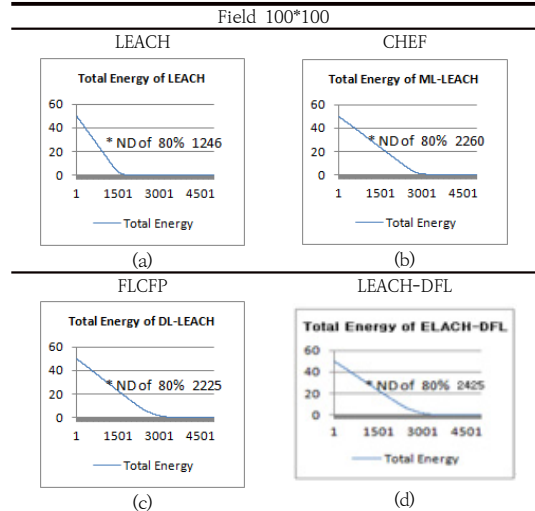 Field 100*100
LEACH CHEF
Total Energy of LEACH
60
40
20
0
* ND of 80% 1246
1 1501 3001 4501
Total Energy
(a)
Total Energy of ML-LEACH
60
40
20
0
* ND of 80% 2260
1 1501 3001 4501
Total Energy
(b)
FLCFP LEACH-DFL
Total Energy of DL-LEACH
60
40
20
0
* ND of 80% 2225
1 1501 3001 4501
Total Energy
(c)
Total Energy of ELACH-DFL
60
40
20
0
* ND of 80% 2425
1 1501 3001 4501
Total Energy
(d)